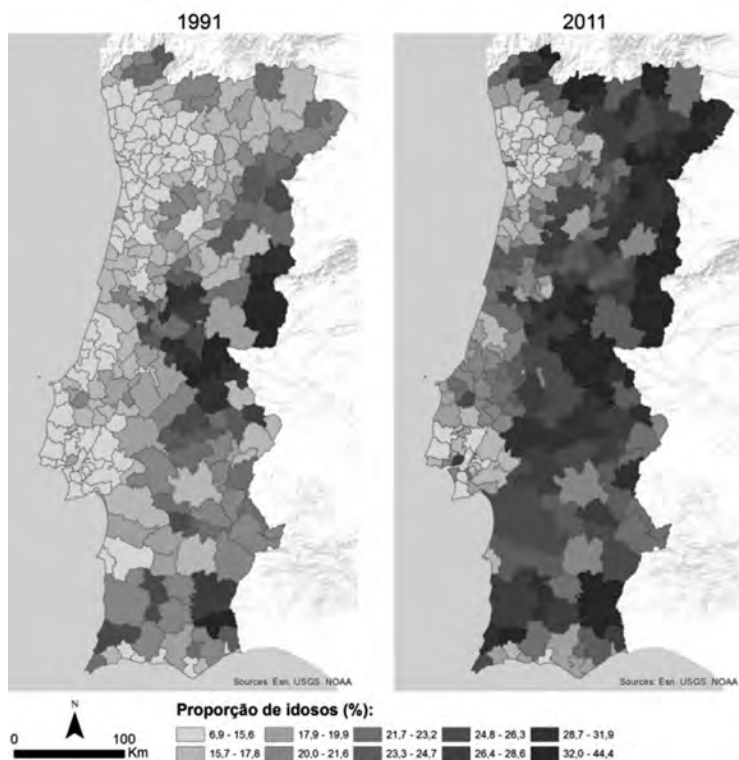 1991
2011
Sources: Esri, USGS, NOAA
Sources: Esri, USGS, NOAA
N
0 100
Km
Proporção de idosos (%):
6,9 - 15,6 17,9 - 19,9 21,7 - 23,2 24,8 - 26,3 28,7 - 31,9
15,7 - 17,8 20,0 - 21,6 23,3 - 24,7 26,4 - 28,6 32,0 - 44,4